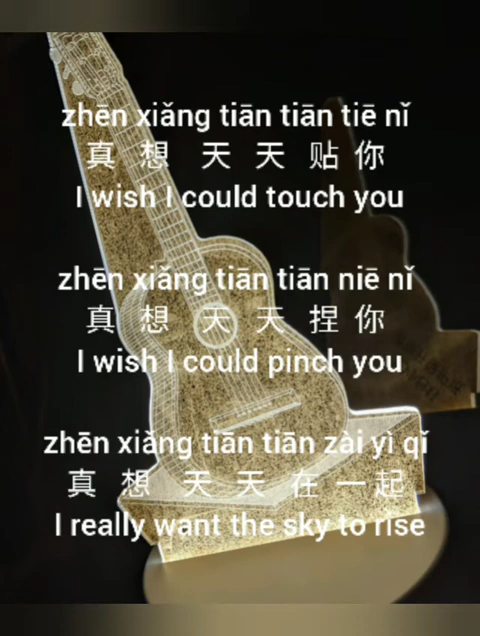 zhēn xiǎng tiān tiān tiē nǐ
真 想 天 天 贴 你
I wish I could touch you
zhēn xiǎng tiān tiān niē nǐ
真 想 天 天 捏 你
I wish I could pinch you
zhēn xiǎng tiān tiān zài yì qǐ
真 想 天 天 在 一 起
I really want the sky to rise